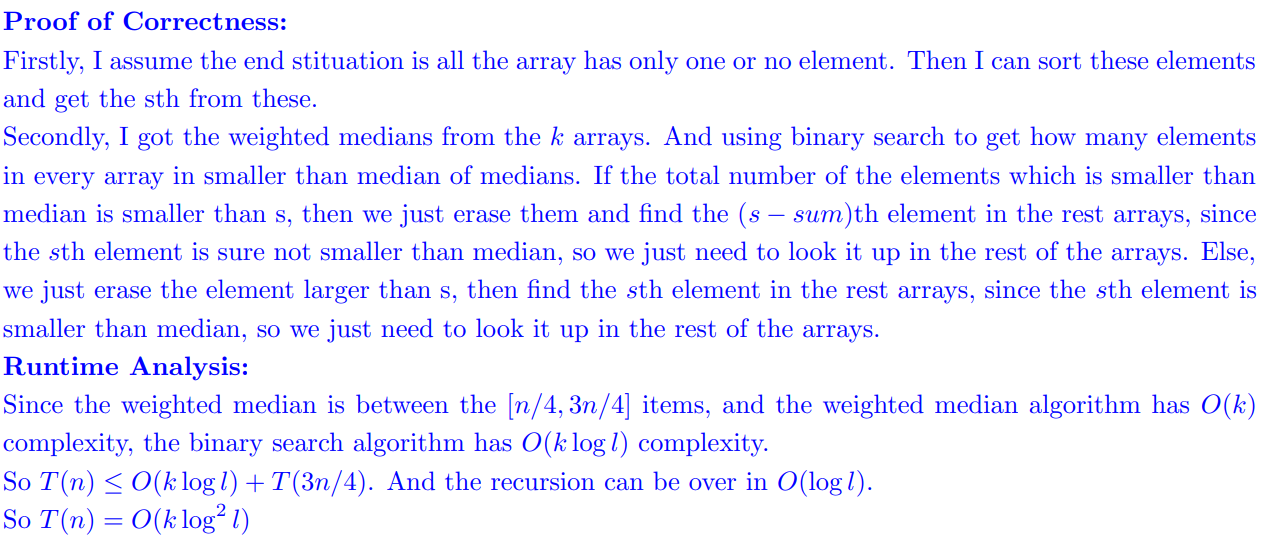 Proof of Correctness:
Firstly, I assume the end stituation is all the array has only one or no element. Then I can sort these elements
and get the sth from these.
Secondly, I got the weighted medians from the k arrays. And using binary search to get how many elements
in every array in smaller than median of medians. If the total number of the elements which is smaller than
median is smaller than s, then we just erase them and find the (s − sum)th element in the rest arrays, since
the sth element is sure not smaller than median, so we just need to look it up in the rest of the arrays. Else,
we just erase the element larger than s, then find the sth element in the rest arrays, since the sth element is
smaller than median, so we just need to look it up in the rest of the arrays.
Runtime Analysis:
Since the weighted median is between the [n/4, 3n/4] items, and the weighted median algorithm has O(k)
complexity, the binary search algorithm has O(k log l) complexity.
So T(n) ≤ O(k log l) + T(3n/4). And the recursion can be over in O(log l).
So T(n) = O(k log² l)